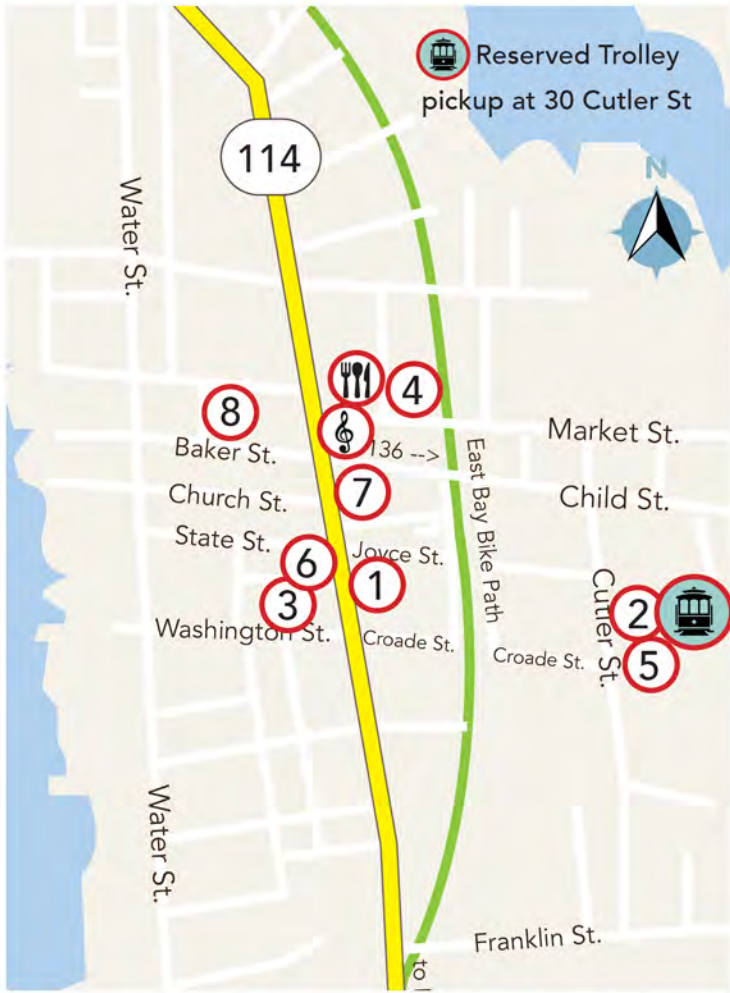 Reserved Trolley
pickup at 30 Cutler St
114
N
Water St.
4
8
Market St.
Baker St.
136 -->
East Bay Bike Path
7
Church St.
Child St.
State St.
Joyce St.
6
1
3
Cutler St.
2
Washington St.
Croade St.
Croade St.
5
Water St.
Franklin St.
to